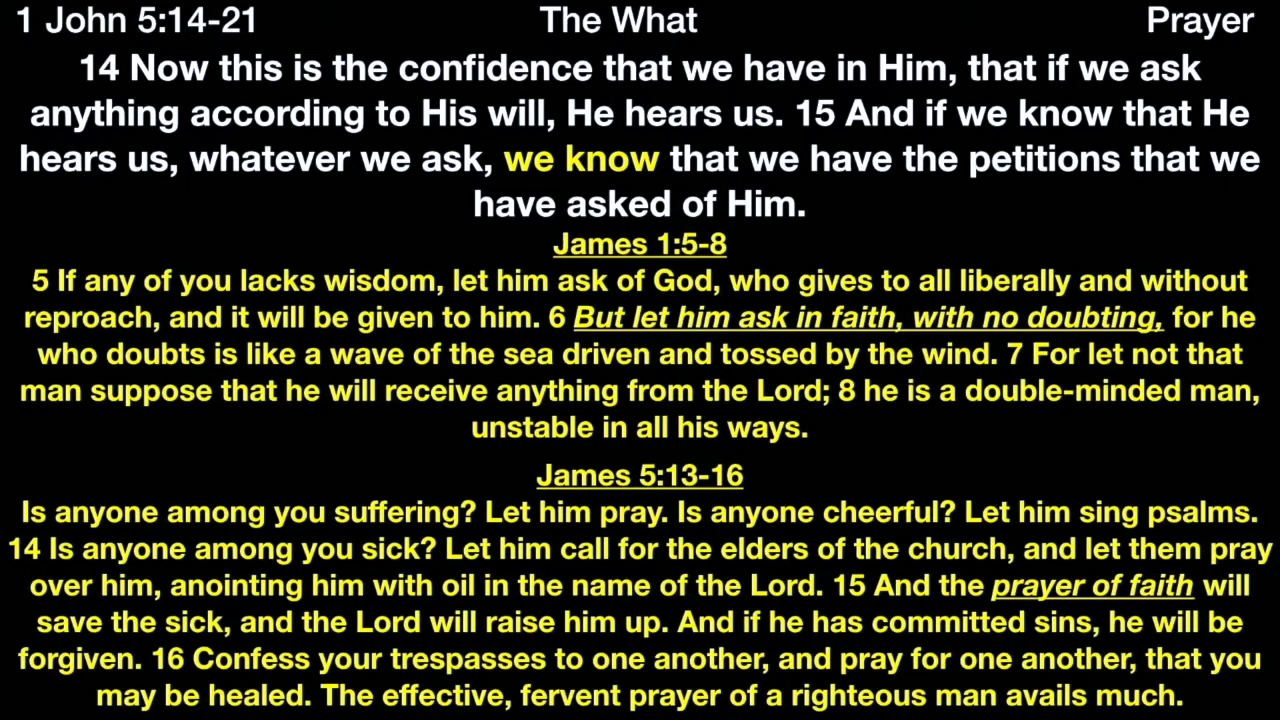 1 John 5:14-21 The What Prayer
14 Now this is the confidence that we have in Him, that if we ask
anything according to His will, He hears us. 15 And if we know that He
hears us, whatever we ask, we know that we have the petitions that we
have asked of Him.
James 1:5-8
5 If any of you lacks wisdom, let him ask of God, who gives to all liberally and without
reproach, and it will be given to him. 6 But let him ask in faith, with no doubting, for he
who doubts is like a wave of the sea driven and tossed by the wind. 7 For let not that
man suppose that he will receive anything from the Lord; 8 he is a double-minded man,
unstable in all his ways.
James 5:13-16
Is anyone among you suffering? Let him pray. Is anyone cheerful? Let him sing psalms.
14 Is anyone among you sick? Let him call for the elders of the church, and let them pray
over him, anointing him with oil in the name of the Lord. 15 And the prayer of faith will
save the sick, and the Lord will raise him up. And if he has committed sins, he will be
forgiven. 16 Confess your trespasses to one another, and pray for one another, that you
may be healed. The effective, fervent prayer of a righteous man avails much.